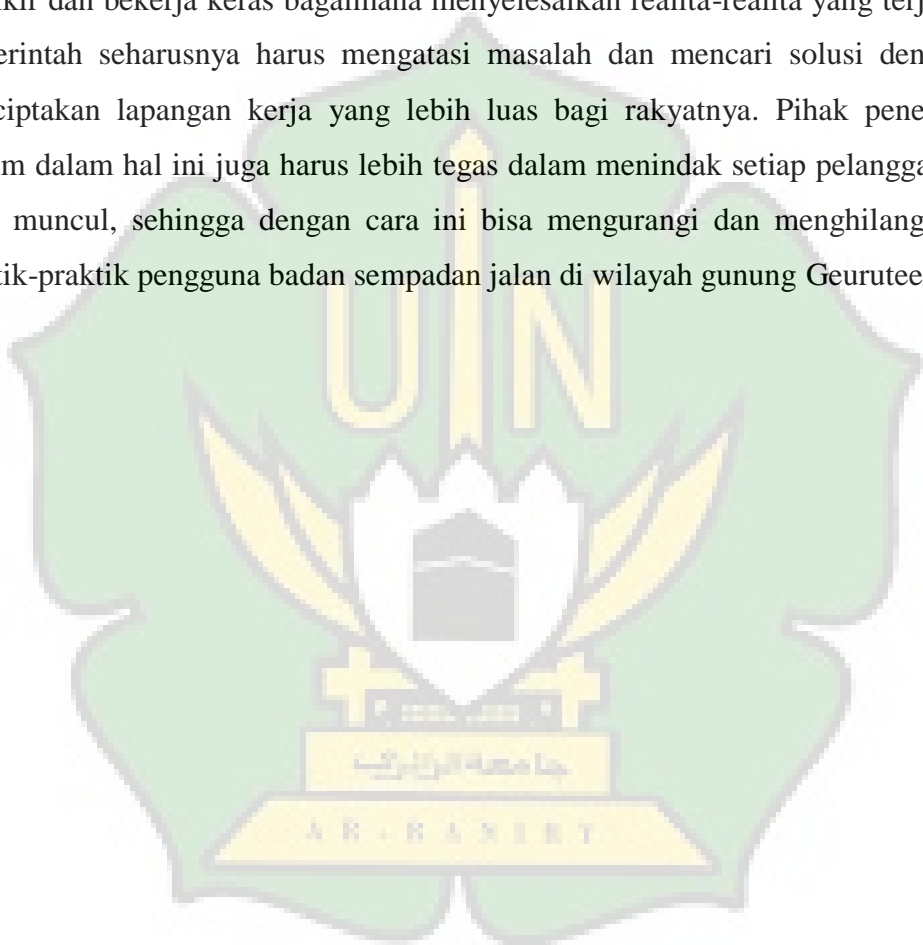 kir dan bekerja keras bagaimana menyelesaikan realita-realita yang terj
erintah seharusnya harus mengatasi masalah dan mencari solusi den
ciptakan lapangan kerja yang lebih luas bagi rakyatnya. Pihak pene
m dalam hal ini juga harus lebih tegas dalam menindak setiap pelangga
muncul, sehingga dengan cara ini bisa mengurangi dan menghilang
tik-praktik pengguna badan sempadan jalan di wilayah gunung Geurutee
UIN
جامعة الرانيري
AR-RANIRY